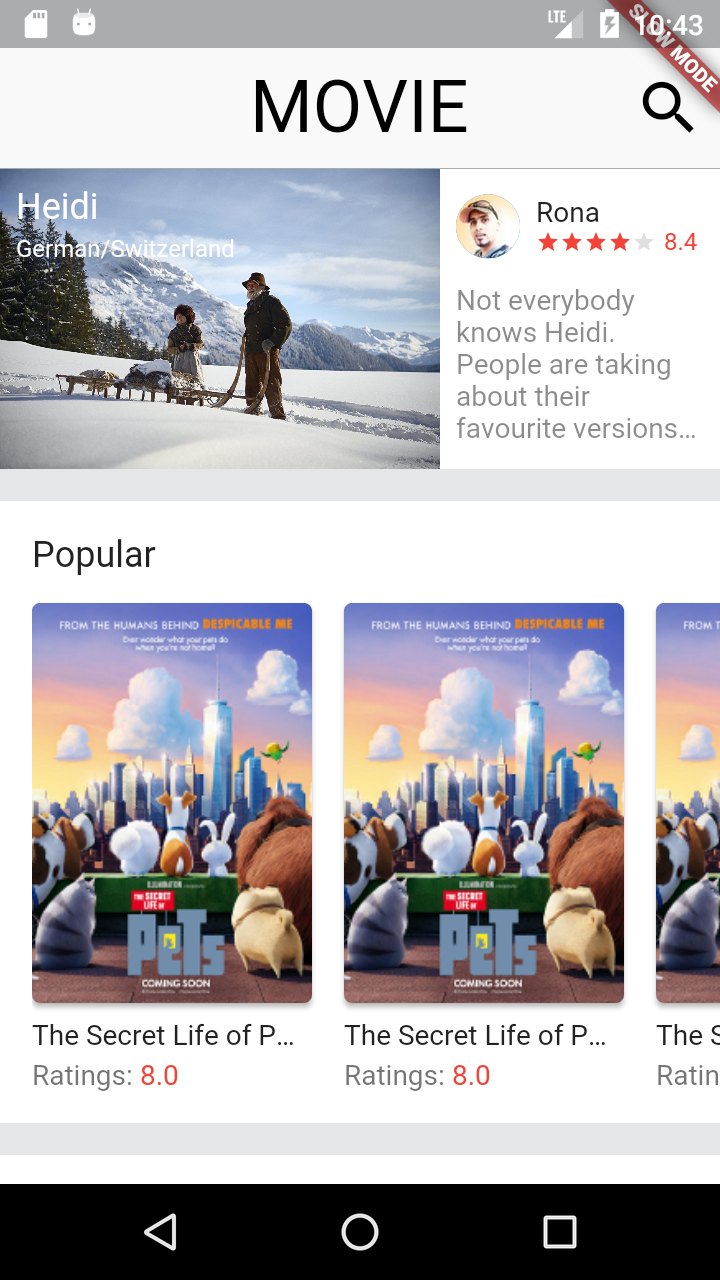 LTE
10:43
SLOW MODE
MOVIE
Heidi
German/Switzerland
Rona
8.4
Not everybody
knows Heidi.
People are taking
about their
favourite versions…
Popular
FROM THE HUMANS BEHIND DESPICABLE ME
Ever wonder what your pets do
when you're not home?
ILLUMINATION
THE SECRET
LIFE OF
PeTs
COMING SOON
FROM THE HUMANS BEHIND DESPICABLE ME
Ever wonder what your pets do
when you're not home?
ILLUMINATION
THE SECRET
LIFE OF
PeTs
COMING SOON
FROM T
The Secret Life of P…
The Secret Life of P…
The S
Ratings: 8.0
Ratings: 8.0
Ratin